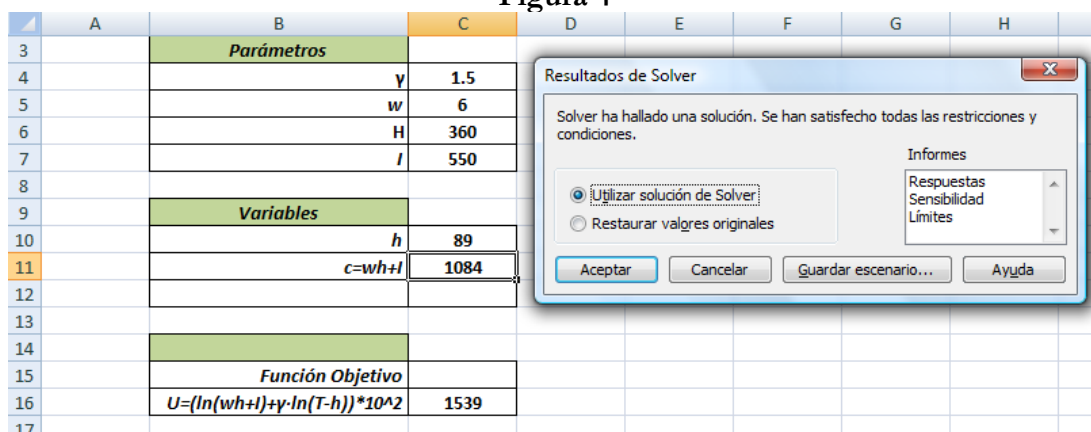 Figura 4
A B C D E F G H
3 Parámetros
4 γ 1.5
5 w 6
6 H 360
7 I 550
8
9 Variables
10 h 89
11 c=wh+I 1084
12
13
14
15 Función Objetivo
16 U=(ln(wh+I)+γ·ln(T-h))*10^2 1539
17
Resultados de Solver
Solver ha hallado una solución. Se han satisfecho todas las restricciones y
condiciones.
Informes
Utilizar solución de Solver
Restaurar valores originales
Respuestas
Sensibilidad
Límites
Aceptar Cancelar Guardar escenario... Ayuda